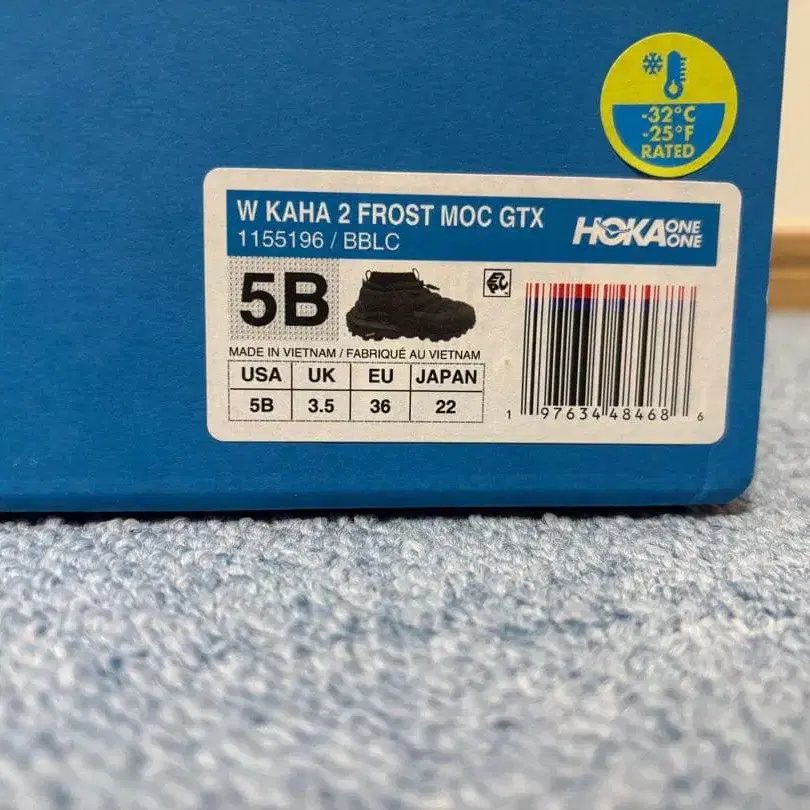 -32°C
-25°F
RATED
W KAHA 2 FROST MOC GTX
1155196 / BBLC
HOKA ONE ONE
5B
MADE IN VIETNAM / FABRIQUÉ AU VIETNAM
USA UK EU JAPAN
5B 3.5 36 22
1 97634 48468 6